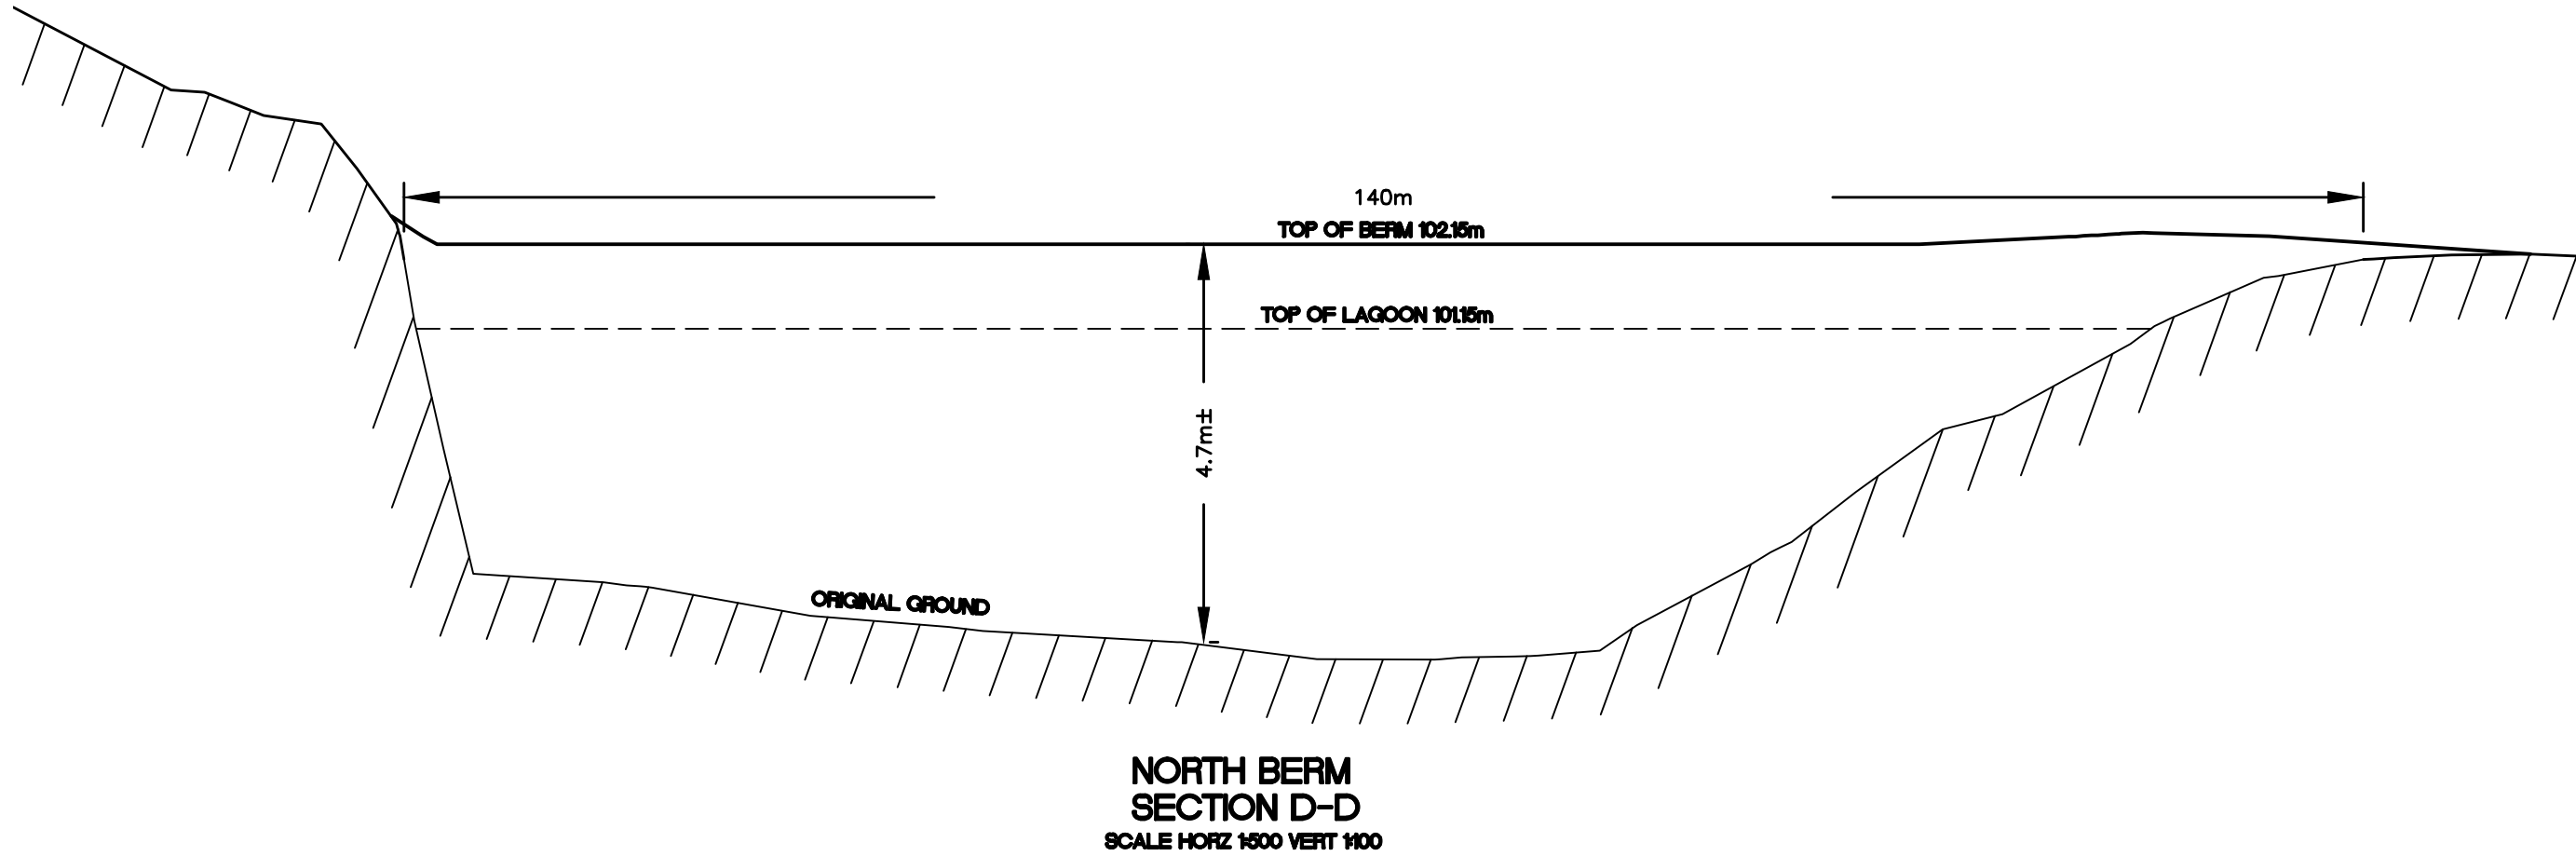 140m
TOP OF BERM 102.15m
TOP OF LAGOON 101.15m
4.7m±
ORIGINAL GROUND
NORTH BERM
SECTION D-D
SCALE HORZ 1:500 VERT 1:100